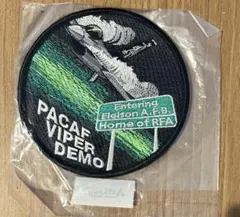 Entering
Eielson A.F.B.
Home of RFA
PACAF
VIPER
DEMO